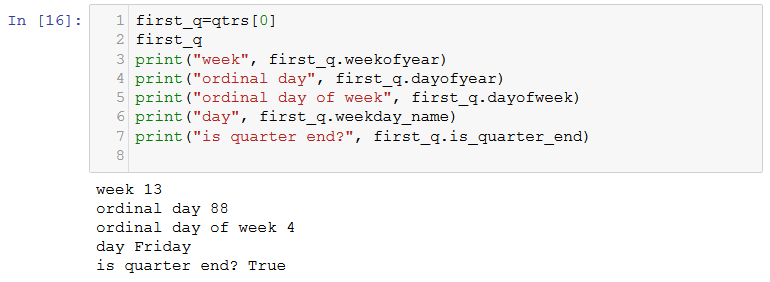 In [16]:
1 first_q=qtrs[0]
2 first_q
3 print("week", first_q.weekofyear)
4 print("ordinal day", first_q.dayofyear)
5 print("ordinal day of week", first_q.dayofweek)
6 print("day", first_q.weekday_name)
7 print("is quarter end?", first_q.is_quarter_end)
8
week 13
ordinal day 88
ordinal day of week 4
day Friday
is quarter end? True